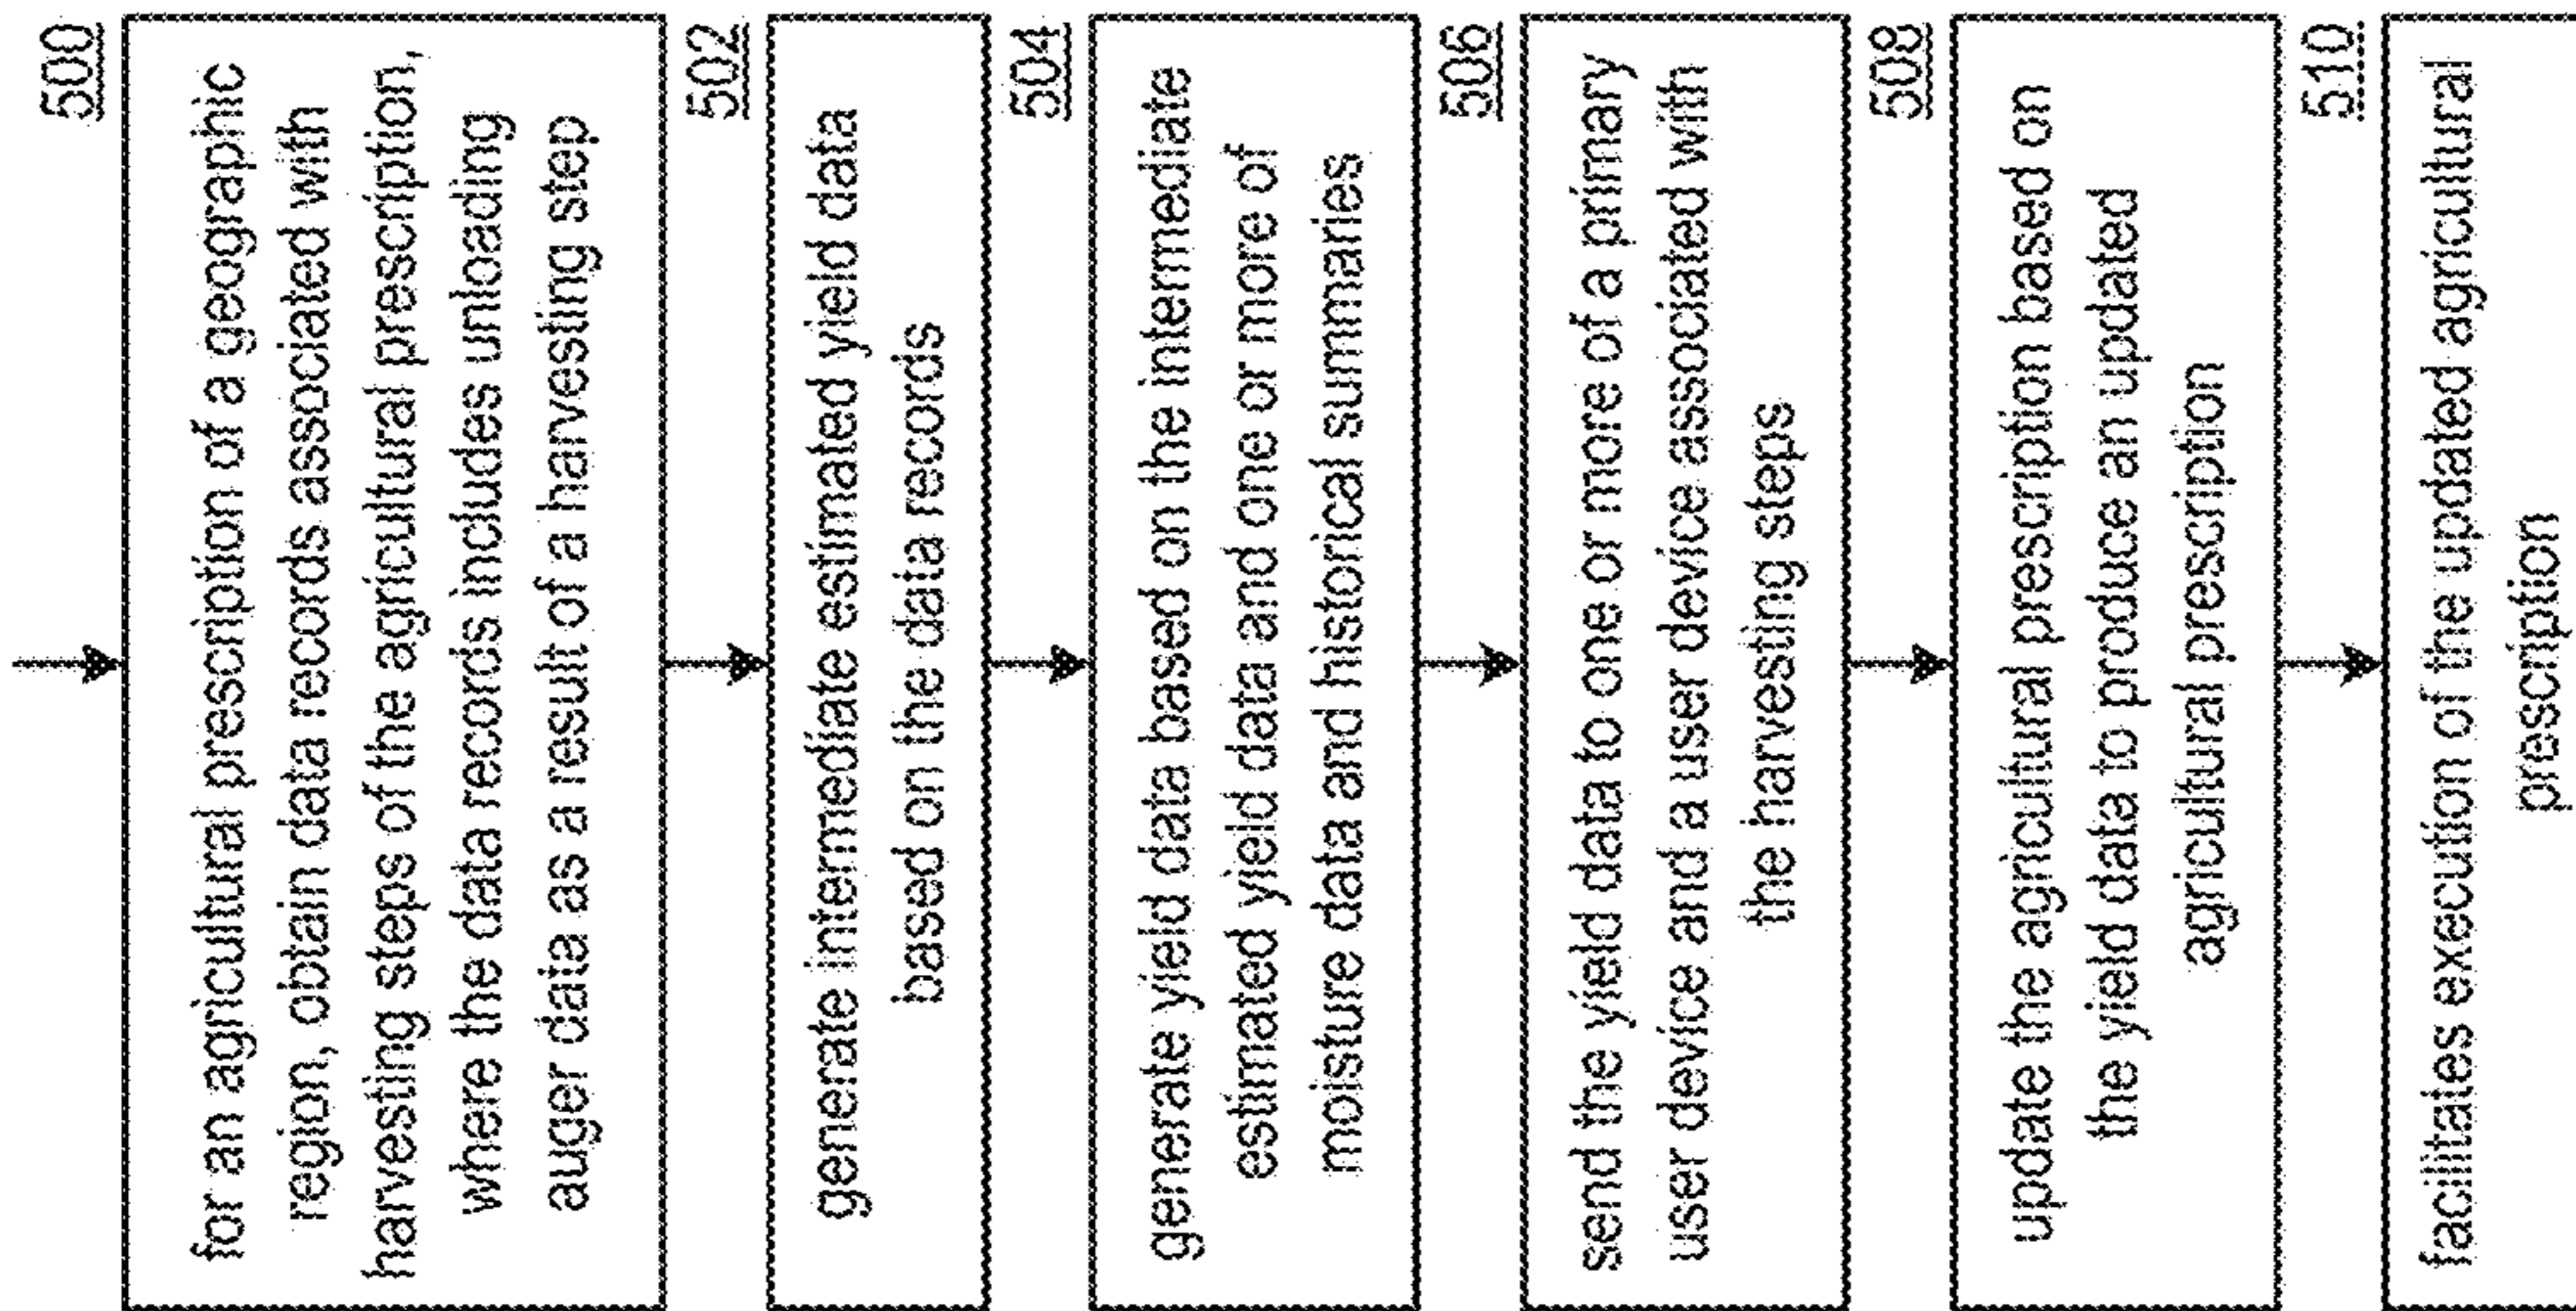 500
for an agricultural prescription of a geographic
region, obtain data records associated with
harvesting steps of the agricultural prescription,
where the data records includes unloading
auger data as a result of a harvesting step
502
generate intermediate estimated yield data
based on the data records
504
generate yield data based on the intermediate
estimated yield data and one or more of
moisture data and historical summaries
506
send the yield data to one or more of a primary
user device and a user device associated with
the harvesting steps
508
update the agricultural prescription based on
the yield data to produce an updated
agricultural prescription
510
facilitates execution of the updated agricultural
prescription